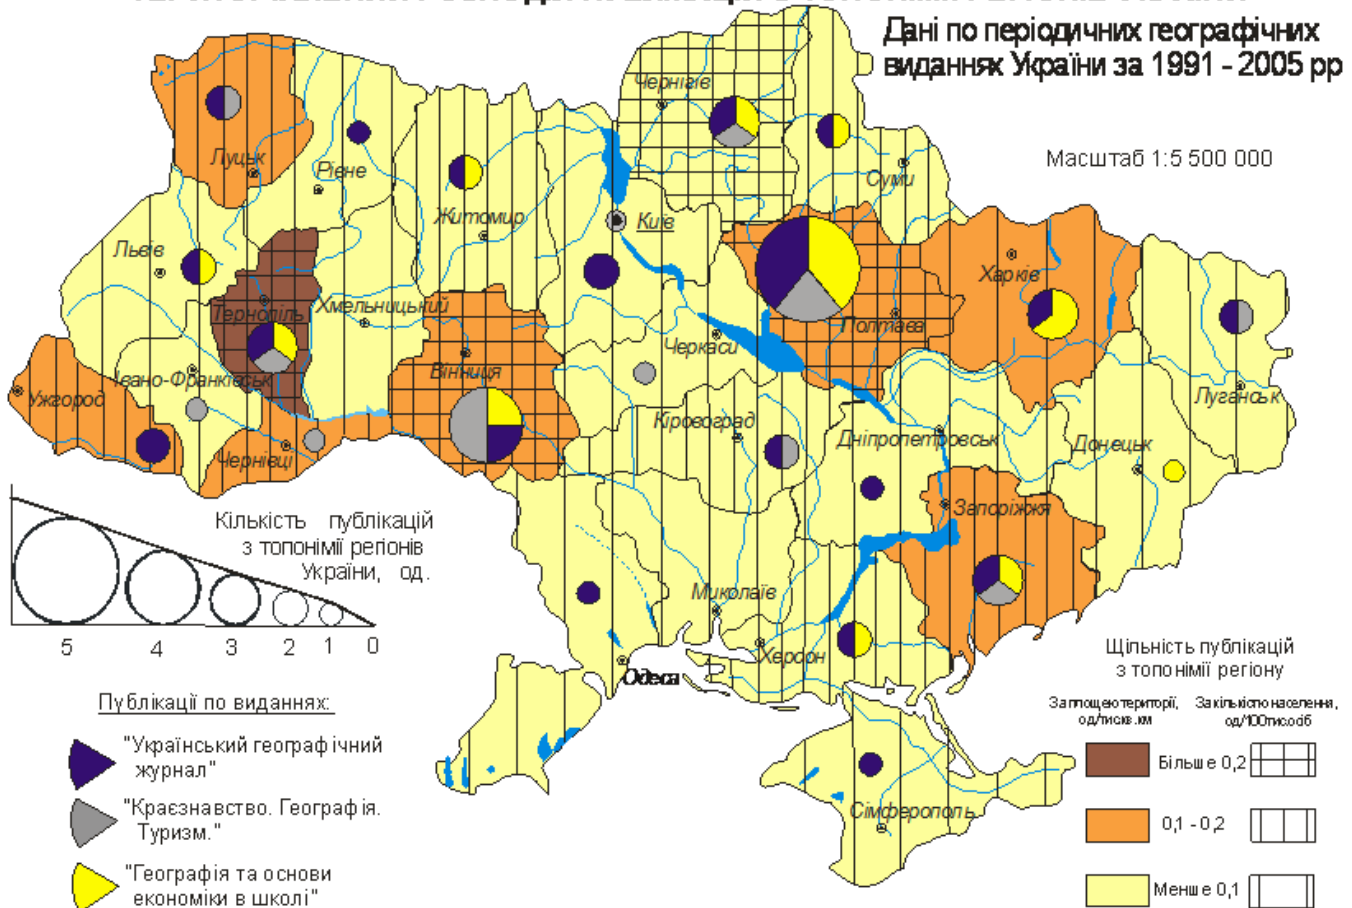 Дані по періодичних географічних
виданнях України за 1991 - 2005 рр
Масштаб 1:5 500 000
Чернігів
Луцьк
Рівне
Житомир
Київ
Суми
Львів
Тернопіль
Хмельницький
Харків
Полтава
Черкаси
Вінниця
Івано-Франківськ
Ужгород
Чернівці
Луганськ
Кіровоград
Дніпропетровськ
Донецьк
Запоріжжя
Миколаїв
Херсон
Одеса
Сімферополь
Кількість публікацій
з топонімії регіонів
України, од.
5 4 3 2 1 0
Публікації по виданнях:
"Український географічний
журнал"
"Краєзнавство. Географія.
Туризм."
"Географія та основи
економіки в школі"
Щільність публікацій
з топонімії регіону
За площею території, За кількістю населення,
од/тис.кв.км од/100тис.осіб
Більше 0,2
0,1 - 0,2
Менше 0,1